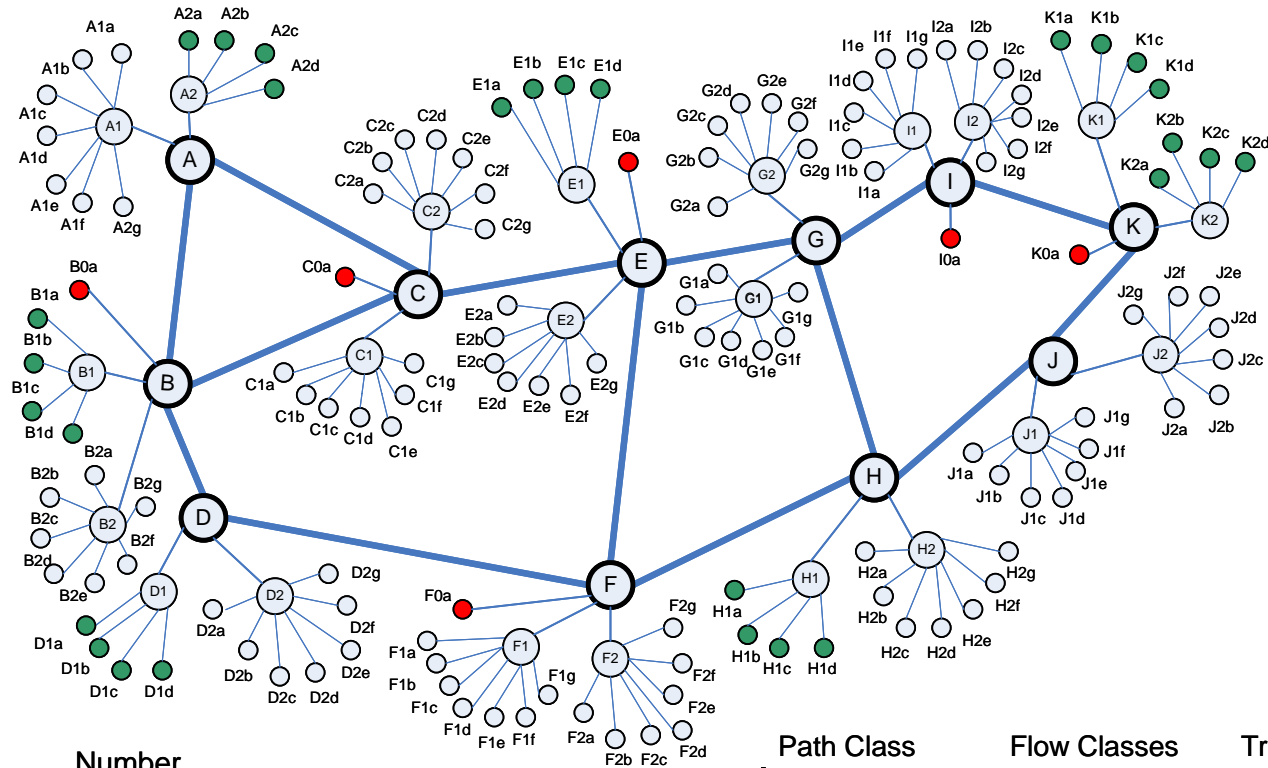 A2a
A2b
A2c
A2d
A2
A1a
A1b
A1c
A1d
A1e
A1f
A2g
A1
A
B0a
B1a
B1b
B1c
B1d
B1
B
B2a
B2b
B2c
B2d
B2e
B2f
B2g
B2
C0a
C2a
C2b
C2c
C2d
C2e
C2f
C2g
C2
C
C1
C1a
C1b
C1c
C1d
C1e
C1f
C1g
D
D1
D1a
D1b
D1c
D1d
D2
D2a
D2b
D2c
D2d
D2e
D2f
D2g
E1a
E1b
E1c
E1d
E0a
E1
E
E2
E2a
E2b
E2c
E2d
E2e
E2f
E2g
F0a
F
F1
F1a
F1b
F1c
F1d
F1e
F1f
F1g
F2
F2a
F2b
F2c
F2d
F2e
F2f
F2g
G2a
G2b
G2c
G2d
G2e
G2f
G2g
G2
G
G1
G1a
G1b
G1c
G1d
G1e
G1f
G1g
H
H1
H1a
H1b
H1c
H1d
H2
H2a
H2b
H2c
H2d
H2e
H2f
H2g
I1a
I1b
I1c
I1d
I1e
I1f
I1g
I1
I2a
I2b
I2c
I2d
I2e
I2f
I2g
I2
I
I0a
K1a
K1b
K1c
K1d
K1
K2a
K2b
K2c
K2d
K2
K
K0a
J
J2
J2a
J2b
J2c
J2d
J2e
J2f
J2g
J1
J1a
J1b
J1c
J1d
J1e
J1f
J1g
Number
Path Class
Flow Classes
Tr